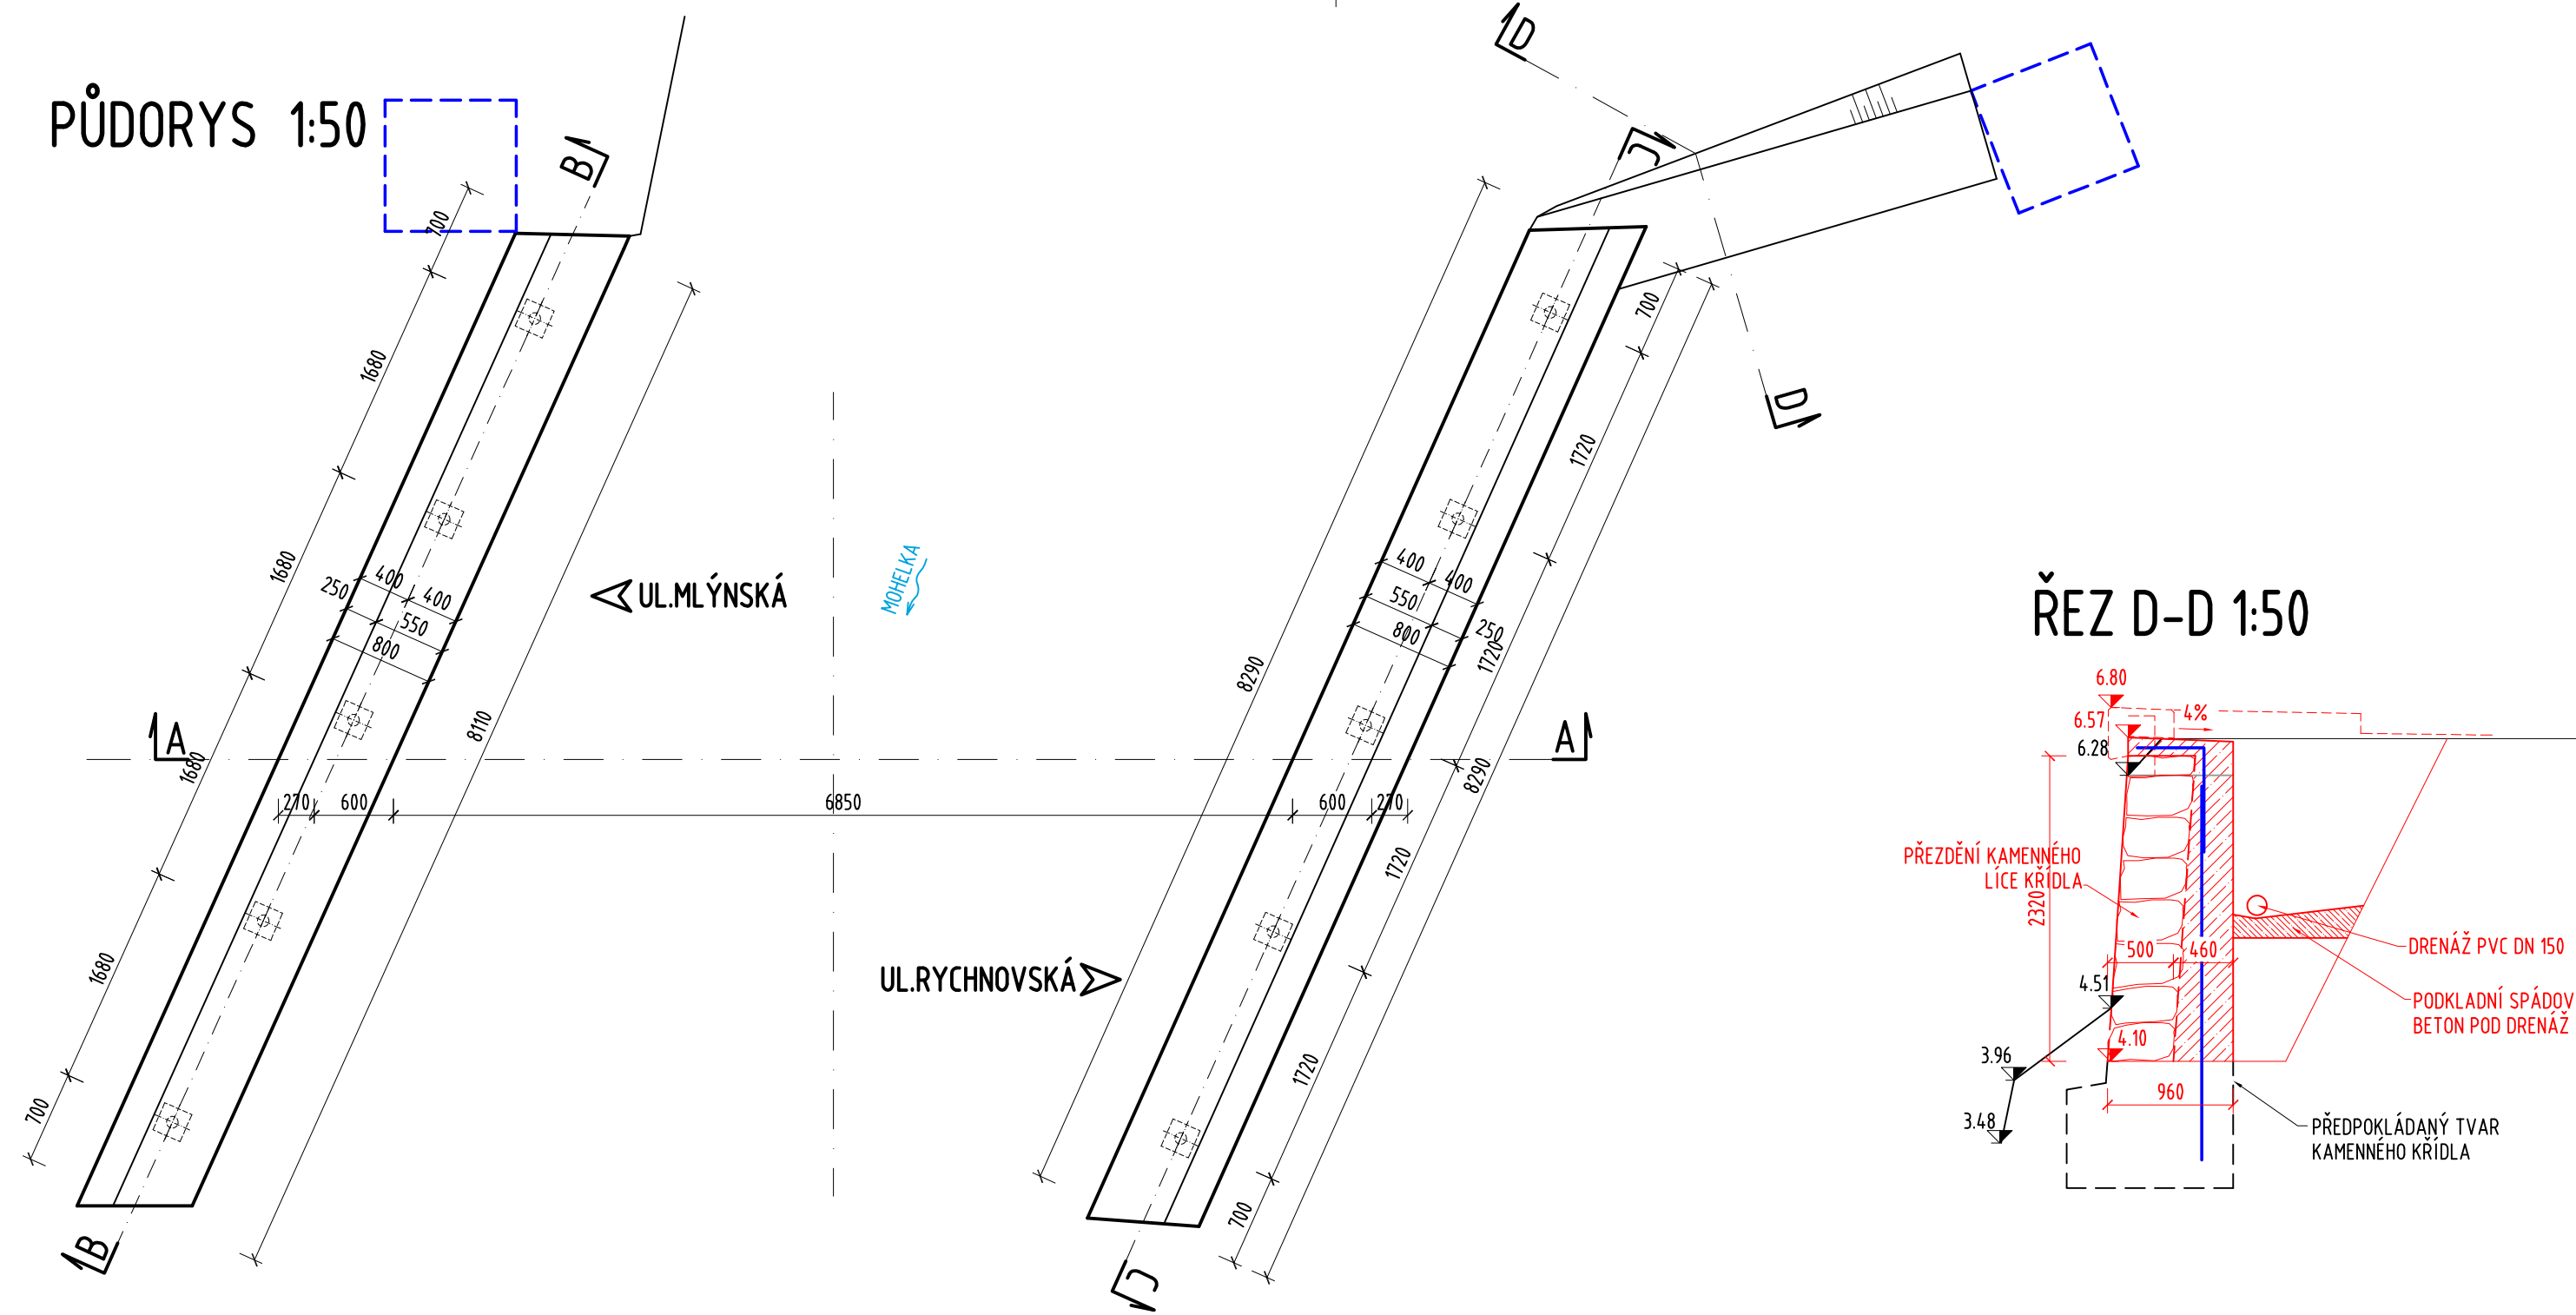 PŮDORYS 1:50
B
D
C
700
1680
1680
1680
1680
700
8110
250
400
400
550
800
UL.MLÝNSKÁ
MOHELKA
A
A
270
600
6850
600
270
UL.RYCHNOVSKÁ
B
8290
400
400
550
250
800
700
1720
1720
1720
1720
700
8290
D
C
ŘEZ D-D 1:50
6.80
6.57
4%
6.28
PŘEZDĚNÍ KAMENNÉHO
LÍCE KŘÍDLA
2320
500
460
DRENÁŽ PVC DN 150
4.51
PODKLADNÍ SPÁDOV
BETON POD DRENÁŽ
4.10
3.96
960
3.48
PŘEDPOKLÁDANÝ TVAR
KAMENNÉHO KŘÍDLA